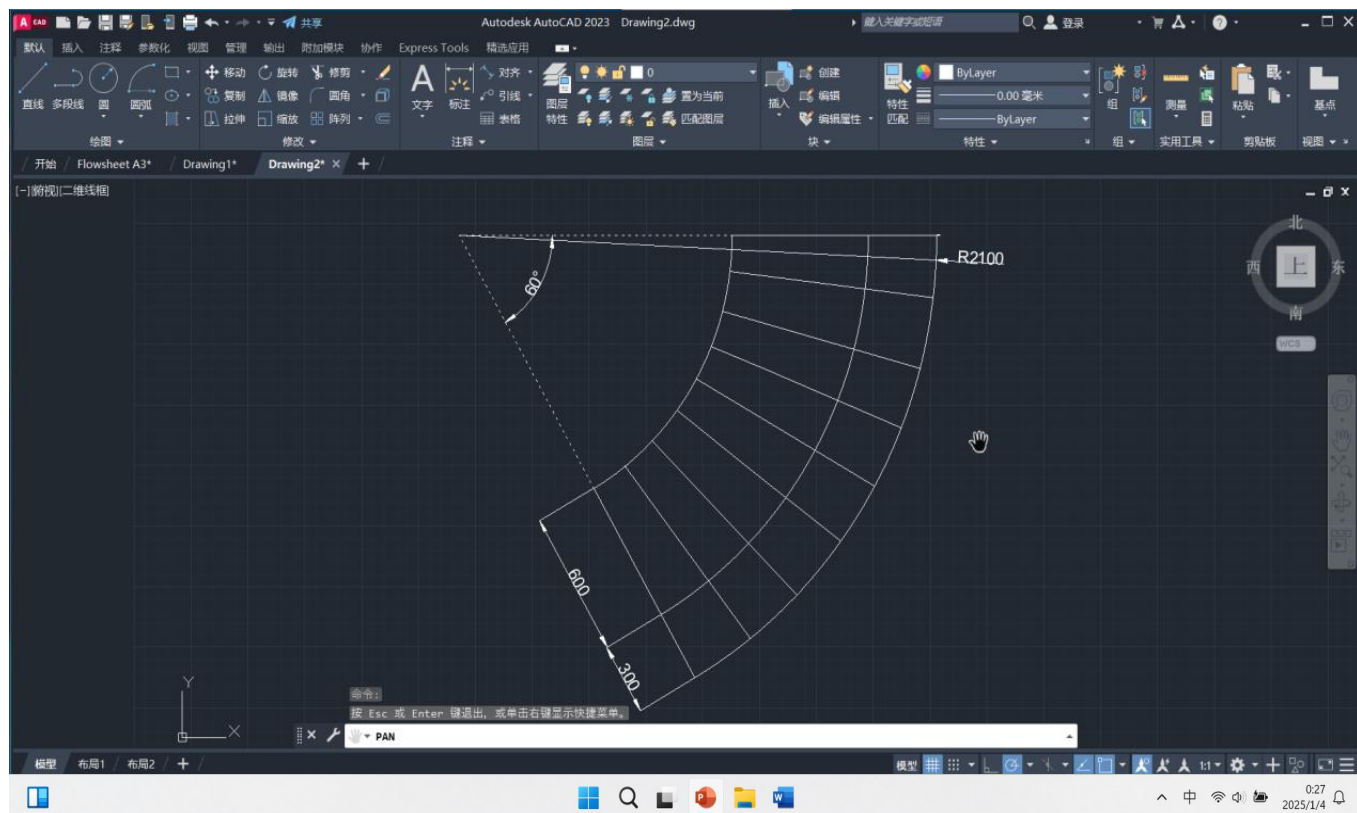 A CAD 共享 Autodesk AutoCAD 2023 Drawing2.dwg 键入关键字或短语 登录
默认 插入 注释 参数化 视图 管理 输出 附加模块 协作 Express Tools 精选应用
直线 多段线 圆 圆弧 移动 旋转 修剪 文字 标注 对齐 图层特性 0 插入 创建 特性匹配 ByLayer 组 测量 粘贴 基点
复制 镜像 圆角 引线 置为当前 编辑 0.00 毫米
拉伸 缩放 阵列 表格 匹配图层 编辑属性 ByLayer
绘图 修改 注释 图层 块 特性 组 实用工具 剪贴板 视图
开始 Flowsheet A3* Drawing1* Drawing2*
[-][俯视][二维线框]
北
西 上 东
南
WCS
R2100
60°
600
300
Y
X
命令:
按 Esc 或 Enter 键退出, 或单击右键显示快捷菜单。
PAN
模型 布局1 布局2 模型 1:1
中 0:27
2025/1/4